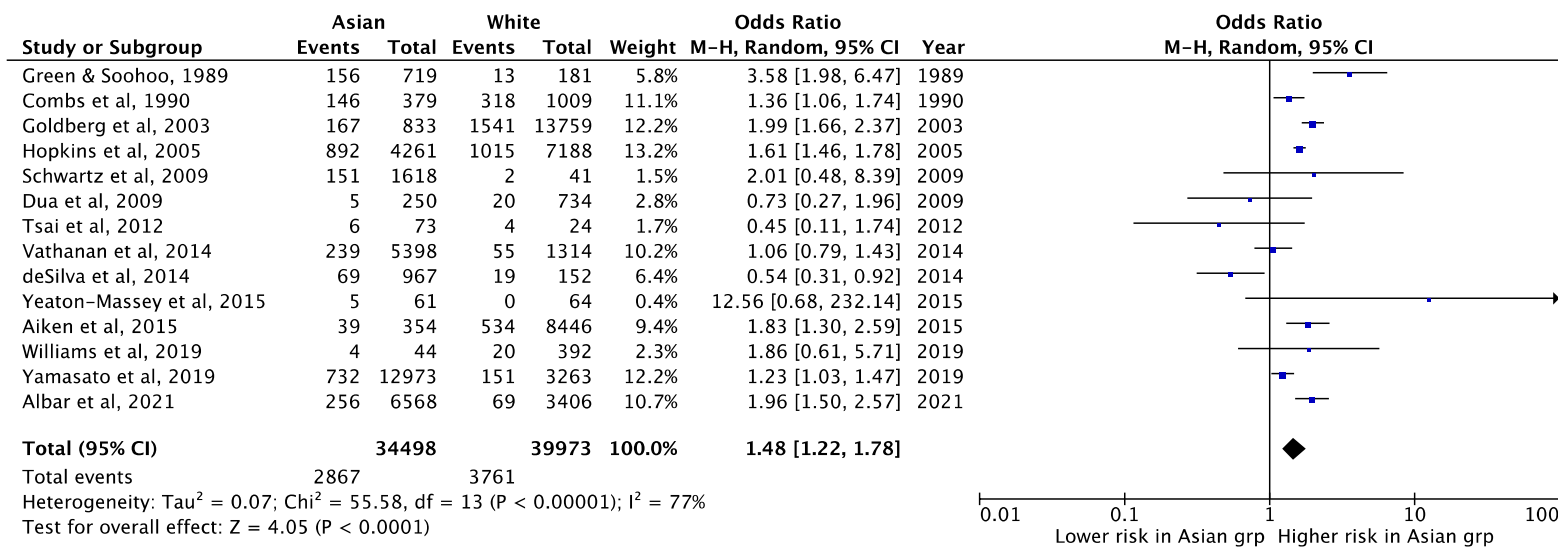 Asian White Odds Ratio Odds Ratio
Study or Subgroup Events Total Events Total Weight M-H, Random, 95% CI Year M-H, Random, 95% CI
Green & Soohoo, 1989 156 719 13 181 5.8% 3.58 [1.98, 6.47] 1989
Combs et al, 1990 146 379 318 1009 11.1% 1.36 [1.06, 1.74] 1990
Goldberg et al, 2003 167 833 1541 13759 12.2% 1.99 [1.66, 2.37] 2003
Hopkins et al, 2005 892 4261 1015 7188 13.2% 1.61 [1.46, 1.78] 2005
Schwartz et al, 2009 151 1618 2 41 1.5% 2.01 [0.48, 8.39] 2009
Dua et al, 2009 5 250 20 734 2.8% 0.73 [0.27, 1.96] 2009
Tsai et al, 2012 6 73 4 24 1.7% 0.45 [0.11, 1.74] 2012
Vathanan et al, 2014 239 5398 55 1314 10.2% 1.06 [0.79, 1.43] 2014
deSilva et al, 2014 69 967 19 152 6.4% 0.54 [0.31, 0.92] 2014
Yeaton-Massey et al, 2015 5 61 0 64 0.4% 12.56 [0.68, 232.14] 2015
Aiken et al, 2015 39 354 534 8446 9.4% 1.83 [1.30, 2.59] 2015
Williams et al, 2019 4 44 20 392 2.3% 1.86 [0.61, 5.71] 2019
Yamasato et al, 2019 732 12973 151 3263 12.2% 1.23 [1.03, 1.47] 2019
Albar et al, 2021 256 6568 69 3406 10.7% 1.96 [1.50, 2.57] 2021
Total (95% CI) 34498 39973 100.0% 1.48 [1.22, 1.78]
Total events 2867 3761
Heterogeneity: Tau² = 0.07; Chi² = 55.58, df = 13 (P < 0.00001); I² = 77%
Test for overall effect: Z = 4.05 (P < 0.0001)
0.01 0.1 1 10 100
Lower risk in Asian grp Higher risk in Asian grp